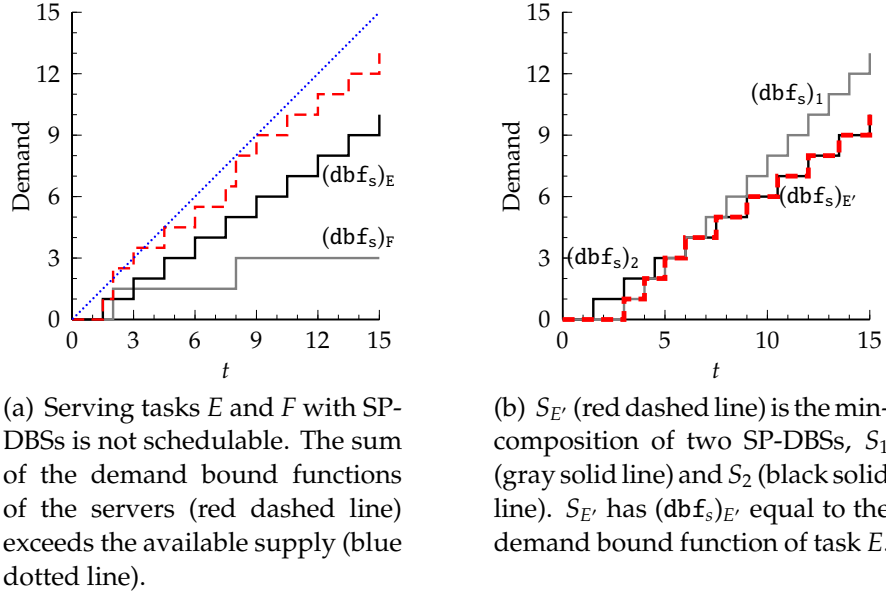 15
12
9
6
3
0
Demand
0 3 6 9 12 15
t
(dbfs)E
(dbfs)F
15
12
9
6
3
0
Demand
0 5 10 15
t
(dbfs)1
(dbfs)E′
(dbfs)2
(a) Serving tasks E and F with SP-
DBSs is not schedulable. The sum
of the demand bound functions
of the servers (red dashed line)
exceeds the available supply (blue
dotted line).
(b) SE′ (red dashed line) is the min-
composition of two SP-DBSs, S1
(gray solid line) and S2 (black solid
line). SE′ has (dbfs)E′ equal to the
demand bound function of task E.